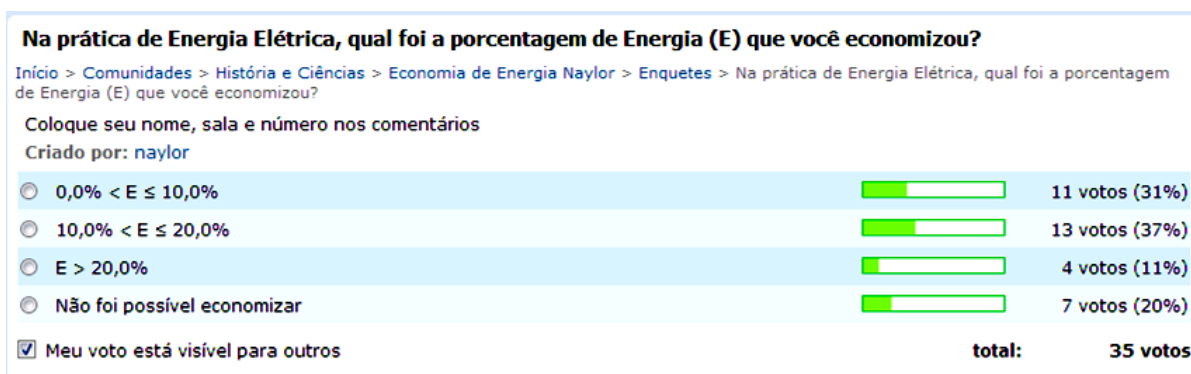 Na prática de Energia Elétrica, qual foi a porcentagem de Energia (E) que você economizou?
Início > Comunidades > História e Ciências > Economia de Energia Naylor > Enquetes > Na prática de Energia Elétrica, qual foi a porcentagem
de Energia (E) que você economizou?
Coloque seu nome, sala e número nos comentários
Criado por: naylor
0,0% < E ≤ 10,0% 11 votos (31%)
10,0% < E ≤ 20,0% 13 votos (37%)
E > 20,0% 4 votos (11%)
Não foi possível economizar 7 votos (20%)
Meu voto está visível para outros total: 35 votos